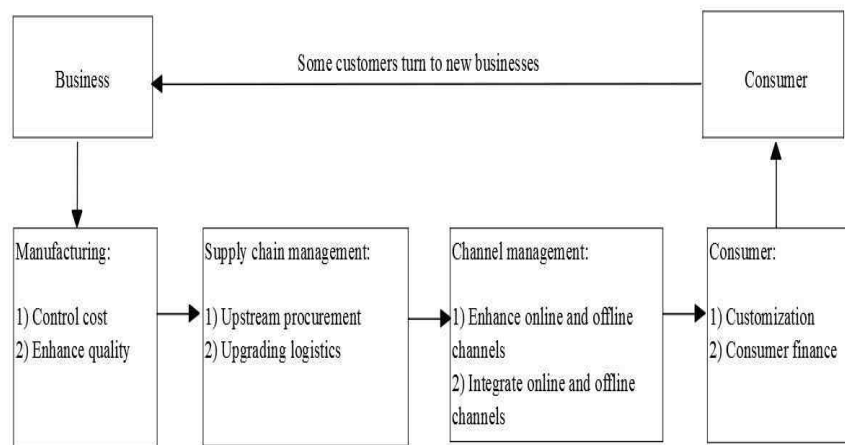 Business
Some customers turn to new businesses
Consumer
Manufacturing:
1) Control cost
2) Enhance quality
Supply chain management:
1) Upstream procurement
2) Upgrading logistics
Channel management:
1) Enhance online and offline
channels
2) Integrate online and offline
channels
Consumer:
1) Customization
2) Consumer finance